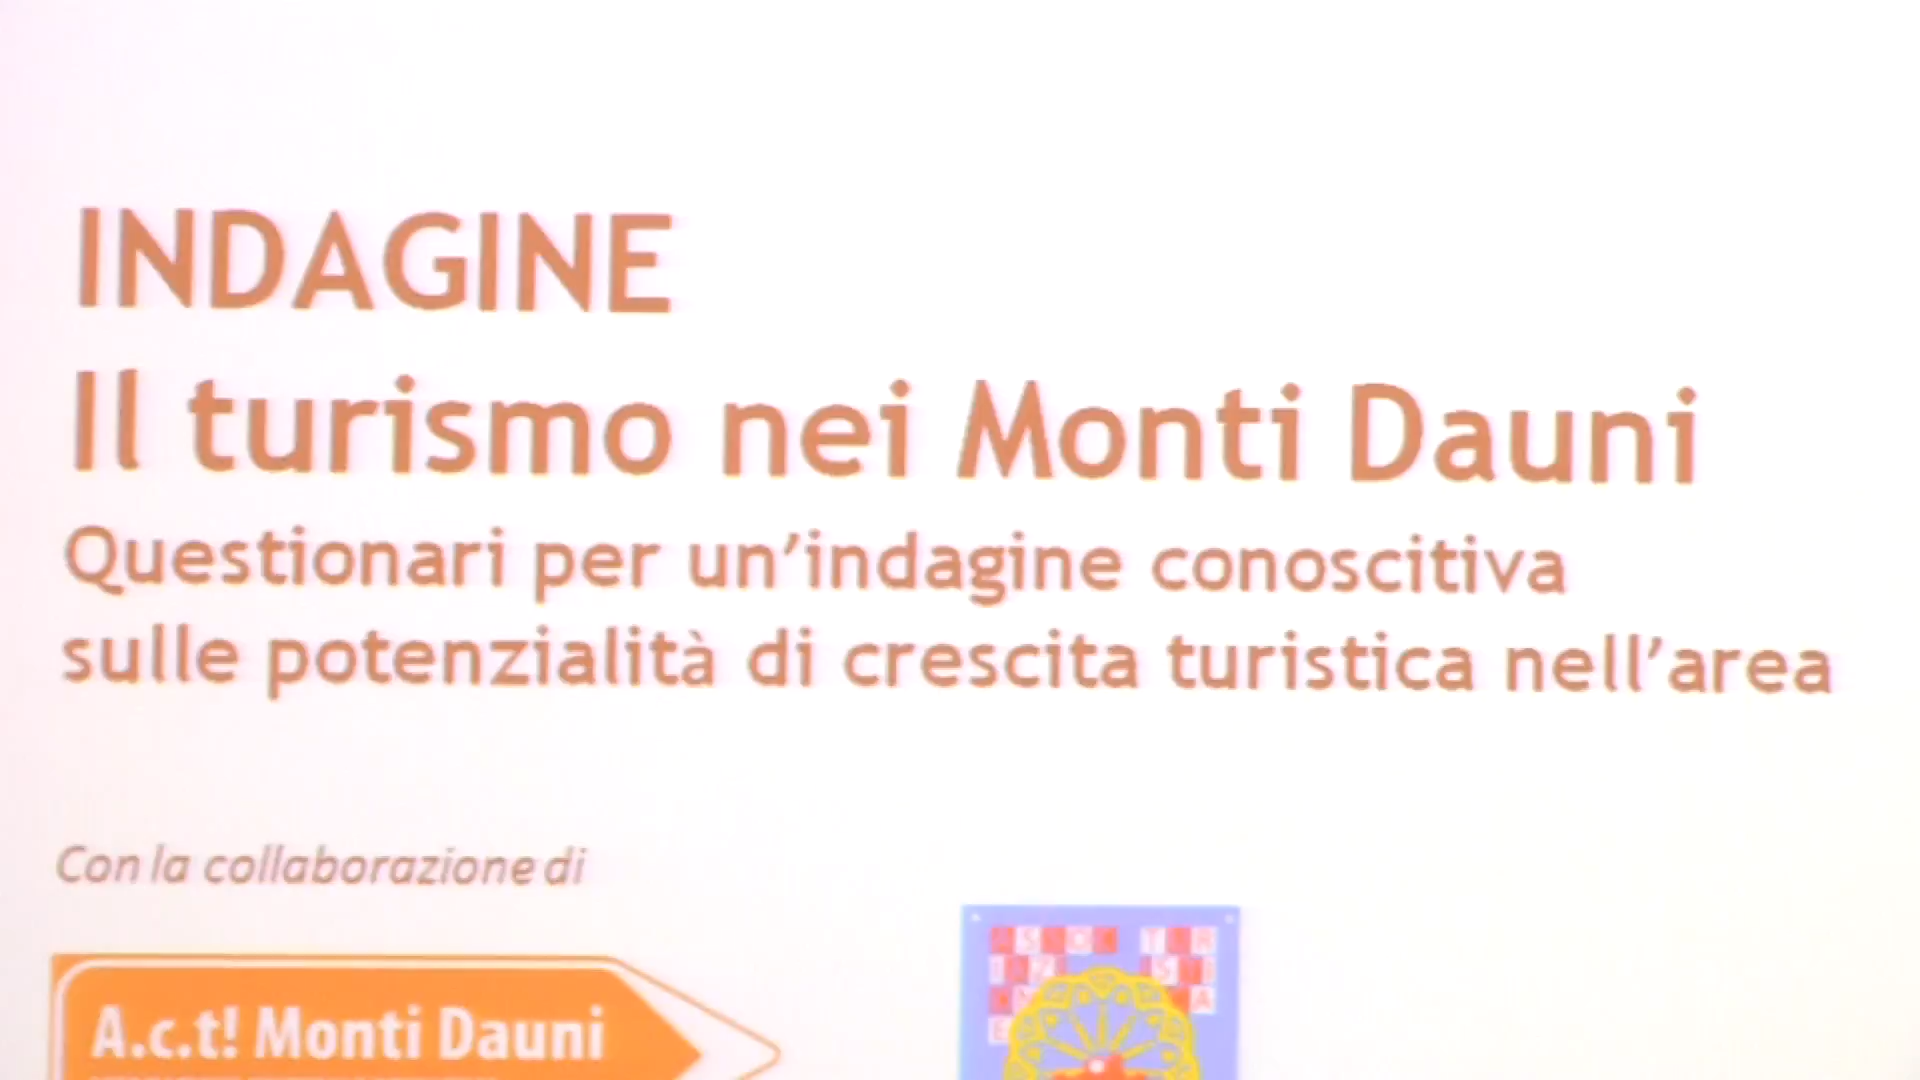 INDAGINE
Il turismo nei Monti Dauni
Questionari per un’indagine conoscitiva
sulle potenzialità di crescita turistica nell’area
Con la collaborazione di
A.c.t! Monti Dauni